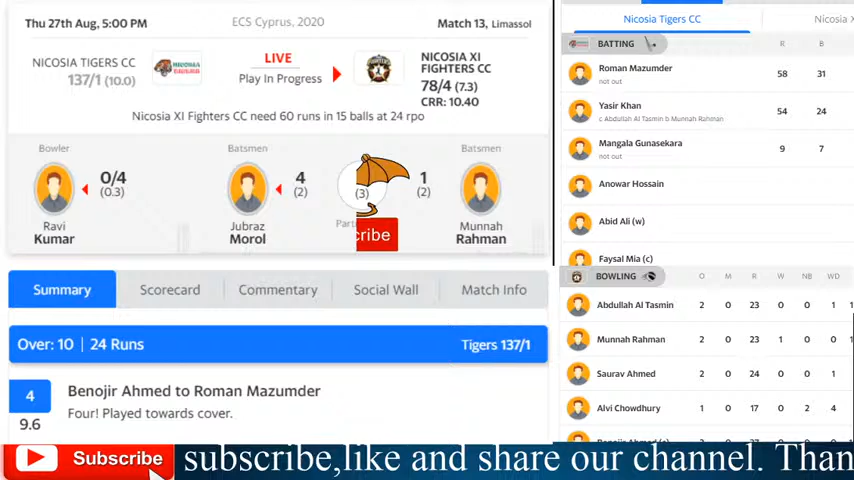 Thu 27th Aug, 5:00 PM
ECS Cyprus, 2020
Match 13, Limassol
NICOSIA TIGERS CC
137/1 (10.0)
LIVE
Play In Progress
NICOSIA XI
FIGHTERS CC
78/4 (7.3)
CRR: 10.40
Nicosia XI Fighters CC need 60 runs in 15 balls at 24 rpo
Bowler
0/4
(0.3)
Ravi
Kumar
Batsmen
4
(2)
Jubraz
Morol
(3)
Part
cribe
Batsmen
1
(2)
Munnah
Rahman
Summary
Scorecard
Commentary
Social Wall
Match Info
Over: 10 | 24 Runs
Tigers 137/1
4
9.6
Benojir Ahmed to Roman Mazumder
Four! Played towards cover.
Nicosia Tigers CC
Nicosia X
BATTING R B
Roman Mazumder 58 31
not out
Yasir Khan 54 24
c Abdullah Al Tasmin b Munnah Rahman
Mangala Gunasekara 9 7
not out
Anowar Hossain
Abid Ali (w)
Faysal Mia (c)
BOWLING O M R W NB WD
Abdullah Al Tasmin 2 0 23 0 0 1 1
Munnah Rahman 2 0 23 1 0 0 1
Saurav Ahmed 2 0 24 0 0 1
Alvi Chowdhury 1 0 17 0 2 4
Subscribe
subscribe,like and share our channel. Than